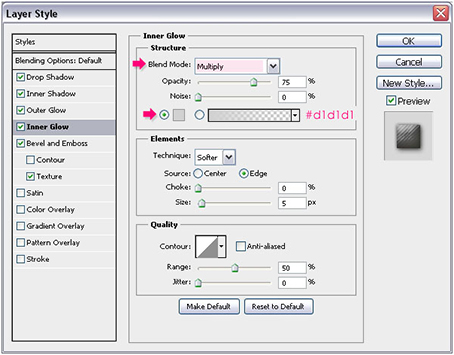 Layer Style
Styles
Blending Options: Default
Drop Shadow
Inner Shadow
Outer Glow
Inner Glow
Bevel and Emboss
Contour
Texture
Satin
Color Overlay
Gradient Overlay
Pattern Overlay
Stroke
Inner Glow
Structure
Blend Mode: Multiply
Opacity: 75 %
Noise: 0 %
#d1d1d1
Elements
Technique: Softer
Source: Center Edge
Choke: 0 %
Size: 5 px
Quality
Contour: Anti-aliased
Range: 50 %
Jitter: 0 %
Make Default Reset to Default
OK
Cancel
New Style...
Preview